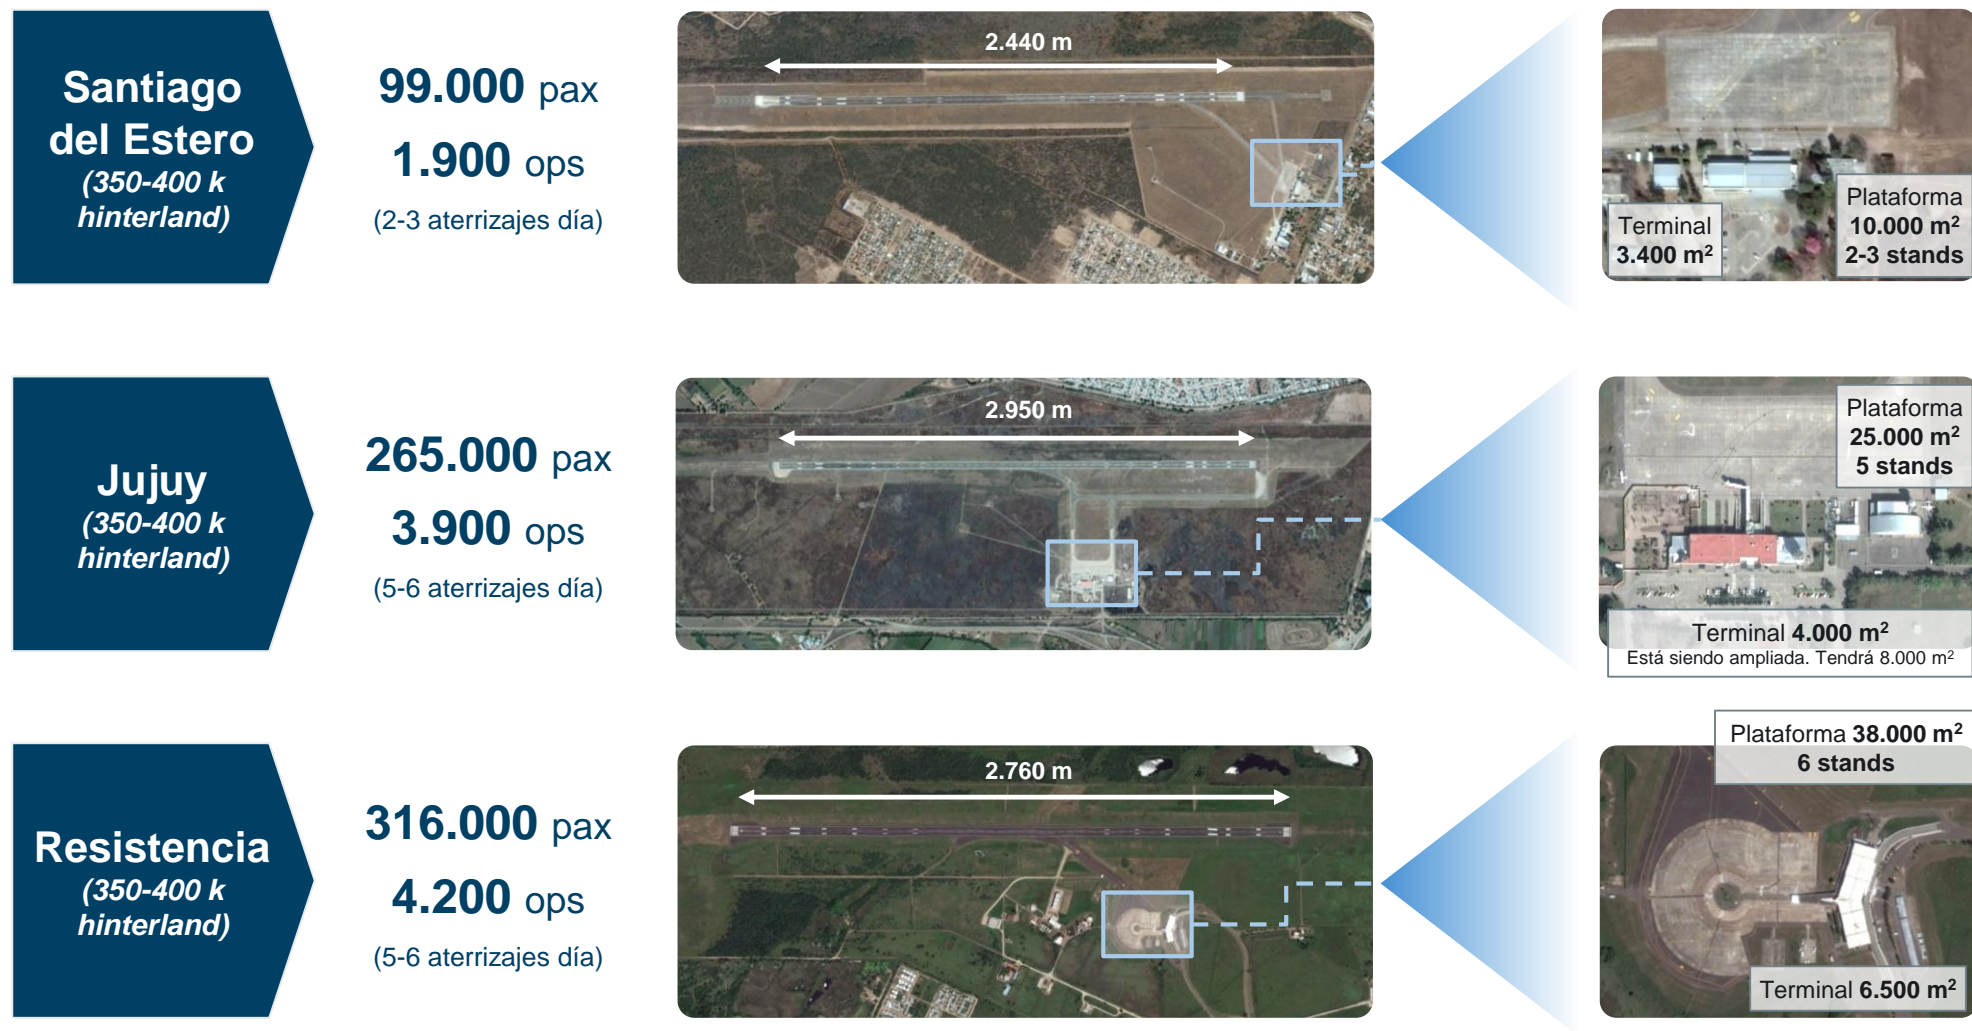 Santiago
del Estero
(350-400 k
hinterland)
99.000 pax
1.900 ops
(2-3 aterrizajes día)
2.440 m
Terminal
3.400 m²
Plataforma
10.000 m²
2-3 stands
Jujuy
(350-400 k
hinterland)
265.000 pax
3.900 ops
(5-6 aterrizajes día)
2.950 m
Plataforma
25.000 m²
5 stands
Terminal 4.000 m²
Está siendo ampliada. Tendrá 8.000 m²
Resistencia
(350-400 k
hinterland)
316.000 pax
4.200 ops
(5-6 aterrizajes día)
2.760 m
Plataforma 38.000 m²
6 stands
Terminal 6.500 m²